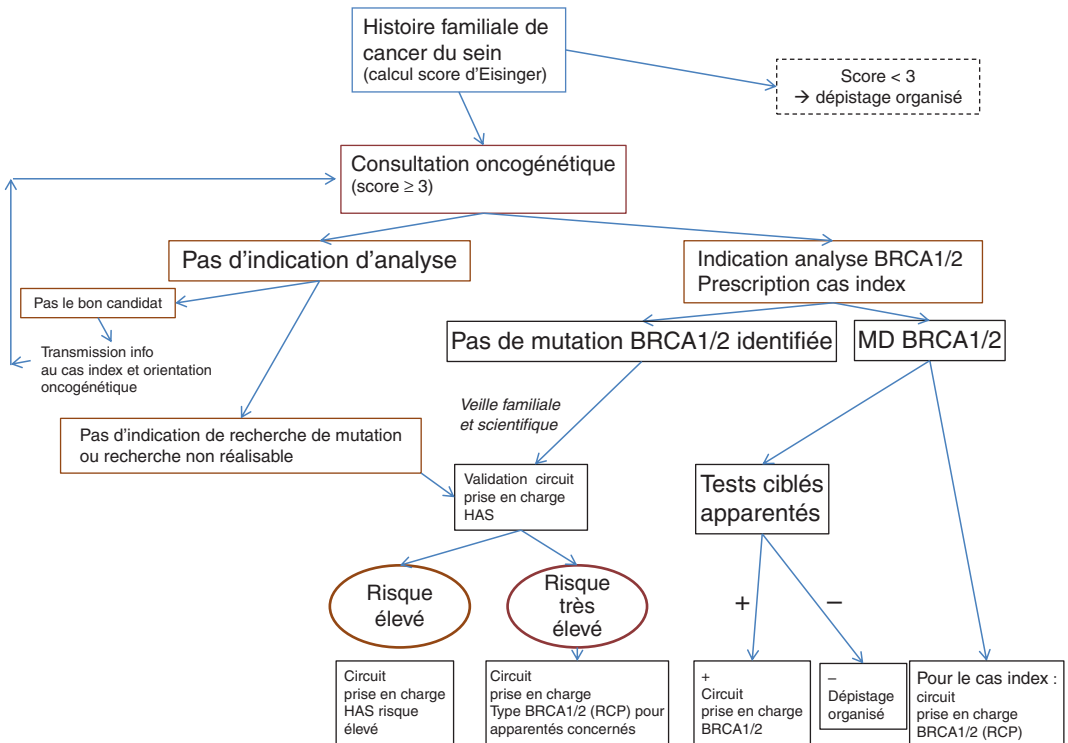 Histoire familiale de
cancer du sein
(calcul score d'Eisinger)
Score < 3
→ dépistage organisé
Consultation oncogénétique
(score ≥ 3)
Pas d'indication d'analyse
Indication analyse BRCA1/2
Prescription cas index
Pas le bon candidat
Transmission info
au cas index et orientation
oncogénétique
Pas de mutation BRCA1/2 identifiée
MD BRCA1/2
Veille familiale
et scientifique
Pas d'indication de recherche de mutation
ou recherche non réalisable
Validation circuit
prise en charge
HAS
Tests ciblés
apparentés
Risque
élevé
Risque
très
élevé
+
–
Circuit
prise en charge
HAS risque
élevé
Circuit
prise en charge
Type BRCA1/2 (RCP) pour
apparentés concernés
+
Circuit
prise en charge
BRCA1/2
–
Dépistage
organisé
Pour le cas index :
circuit
prise en charge
BRCA1/2 (RCP)